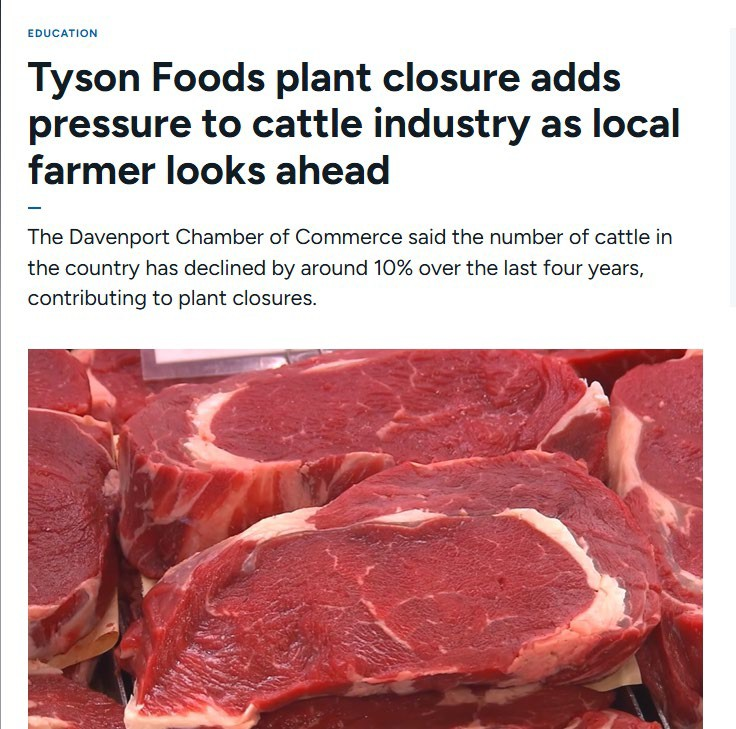 EDUCATION
Tyson Foods plant closure adds
pressure to cattle industry as local
farmer looks ahead
The Davenport Chamber of Commerce said the number of cattle in
the country has declined by around 10% over the last four years,
contributing to plant closures.